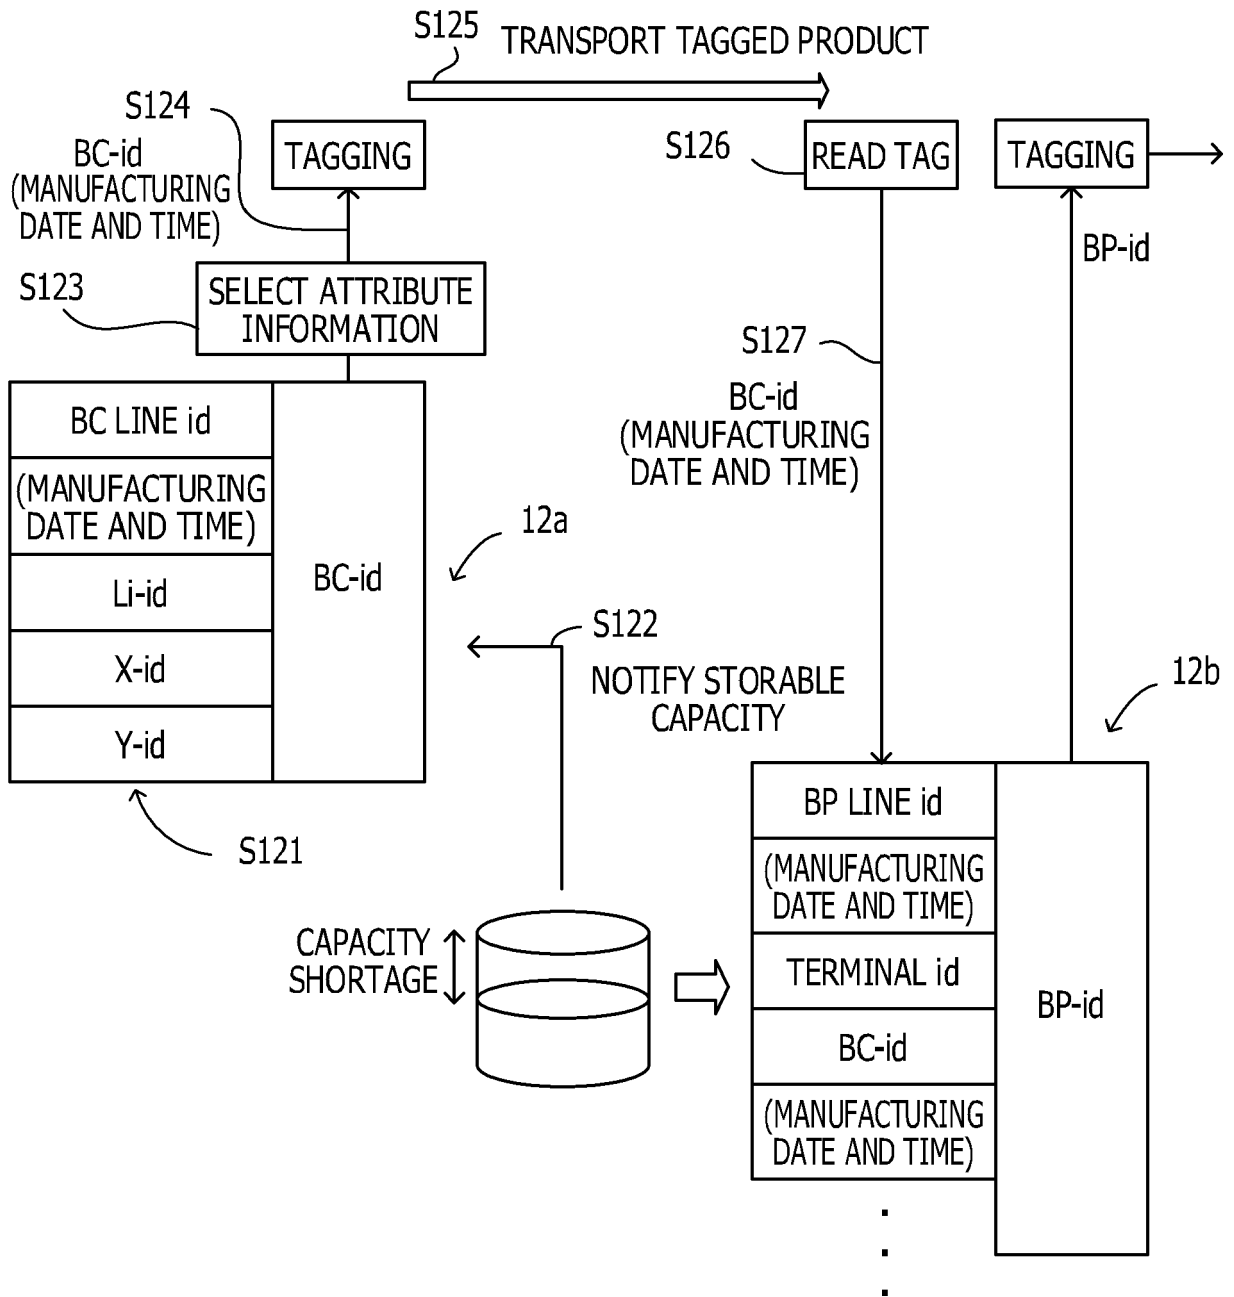 S125
TRANSPORT TAGGED PRODUCT
S124
BC-id
(MANUFACTURING
DATE AND TIME)
TAGGING
S126
READ TAG
TAGGING
BP-id
S123
SELECT ATTRIBUTE
INFORMATION
S127
BC-id
(MANUFACTURING
DATE AND TIME)
BC LINE id
(MANUFACTURING
DATE AND TIME)
Li-id
X-id
Y-id
BC-id
12a
S121
S122
NOTIFY STORABLE
CAPACITY
12b
CAPACITY
SHORTAGE
BP LINE id
(MANUFACTURING
DATE AND TIME)
TERMINAL id
BC-id
(MANUFACTURING
DATE AND TIME)
BP-id